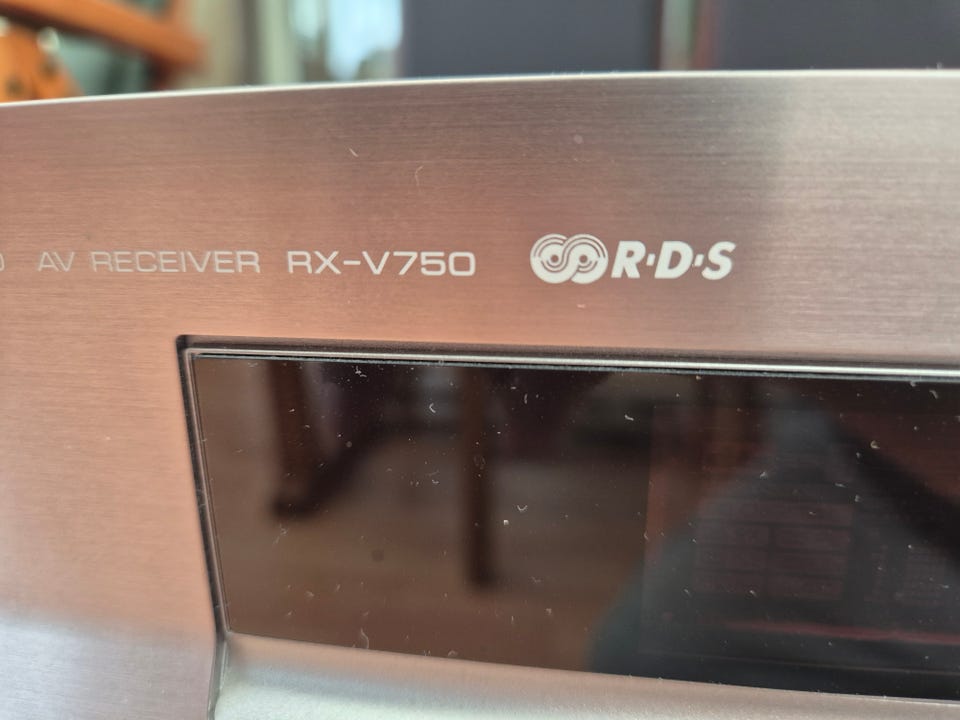 AV RECEIVER RX-V750 R·D·S